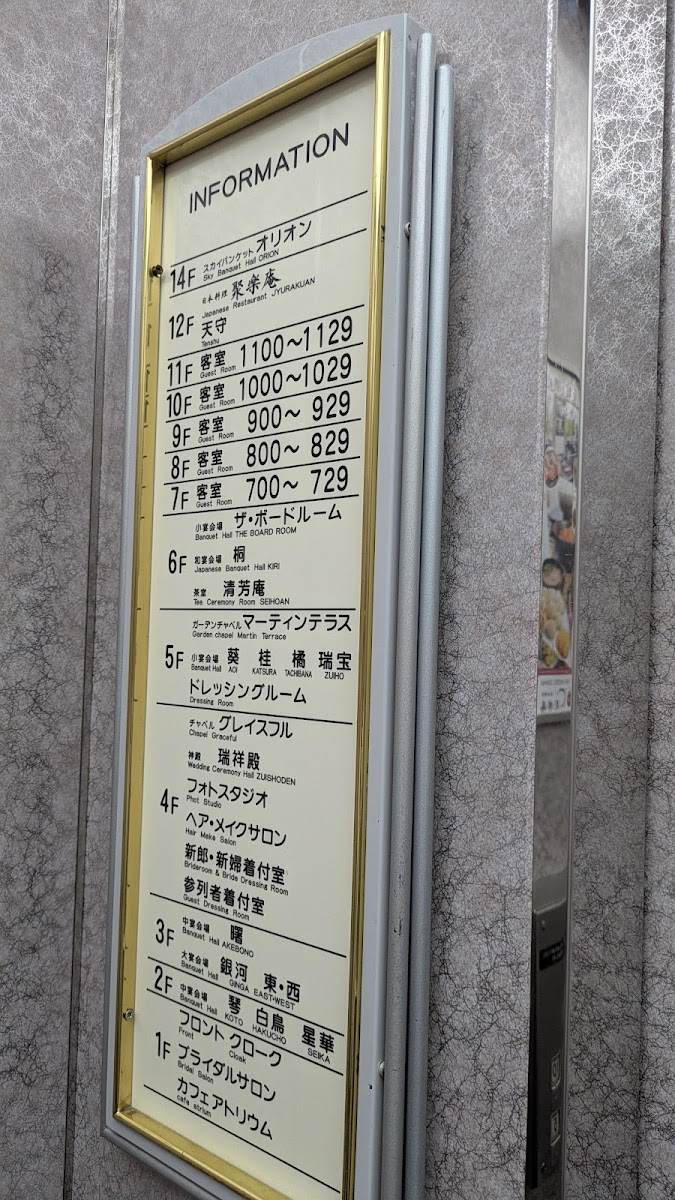 INFORMATION
14F スカイバンケット オリオン
Sky Banquet Hall ORION
12F 日本料理 聚楽庵
Japanese Restaurant JYURAKUAN
天守
Tenshu
11F 客室 1100〜1129
Guest Room
10F 客室 1000〜1029
Guest Room
9F 客室 900〜 929
Guest Room
8F 客室 800〜 829
Guest Room
7F 客室 700〜 729
Guest Room
小宴会場 ザ・ボードルーム
Banquet Hall THE BOARD ROOM
6F 和宴会場 桐
Japanese Banquet Hall KIRI
茶室 清芳庵
Tea Ceremony Room SEIHOAN
ガーデンチャペル マーティンテラス
Garden chapel Martin Terrace
5F 小宴会場 葵 桂 橘 瑞宝
Banquet Hall AOI KATSURA TACHIBANA ZUIHO
ドレッシングルーム
Dressing Room
チャペル グレイスフル
Chapel Graceful
神殿 瑞祥殿
Wedding Ceremony Hall ZUISHODEN
4F フォトスタジオ
Phot Studio
ヘア・メイクサロン
Hair Make Salon
新郎・新婦着付室
Brideroom & Bride Dressing Room
参列者着付室
Guest Dressing Room
3F 中宴会場 曙
Banquet Hall AKEBONO
大宴会場 銀河 東・西
Banquet Hall GINGA EAST・WEST
2F 中宴会場 琴 白鳥 星華
Banquet Hall KOTO HAKUCHO SEIKA
フロント クローク
Front Cloak
1F ブライダルサロン
Bridal Salon
カフェアトリウム
cafe atrium